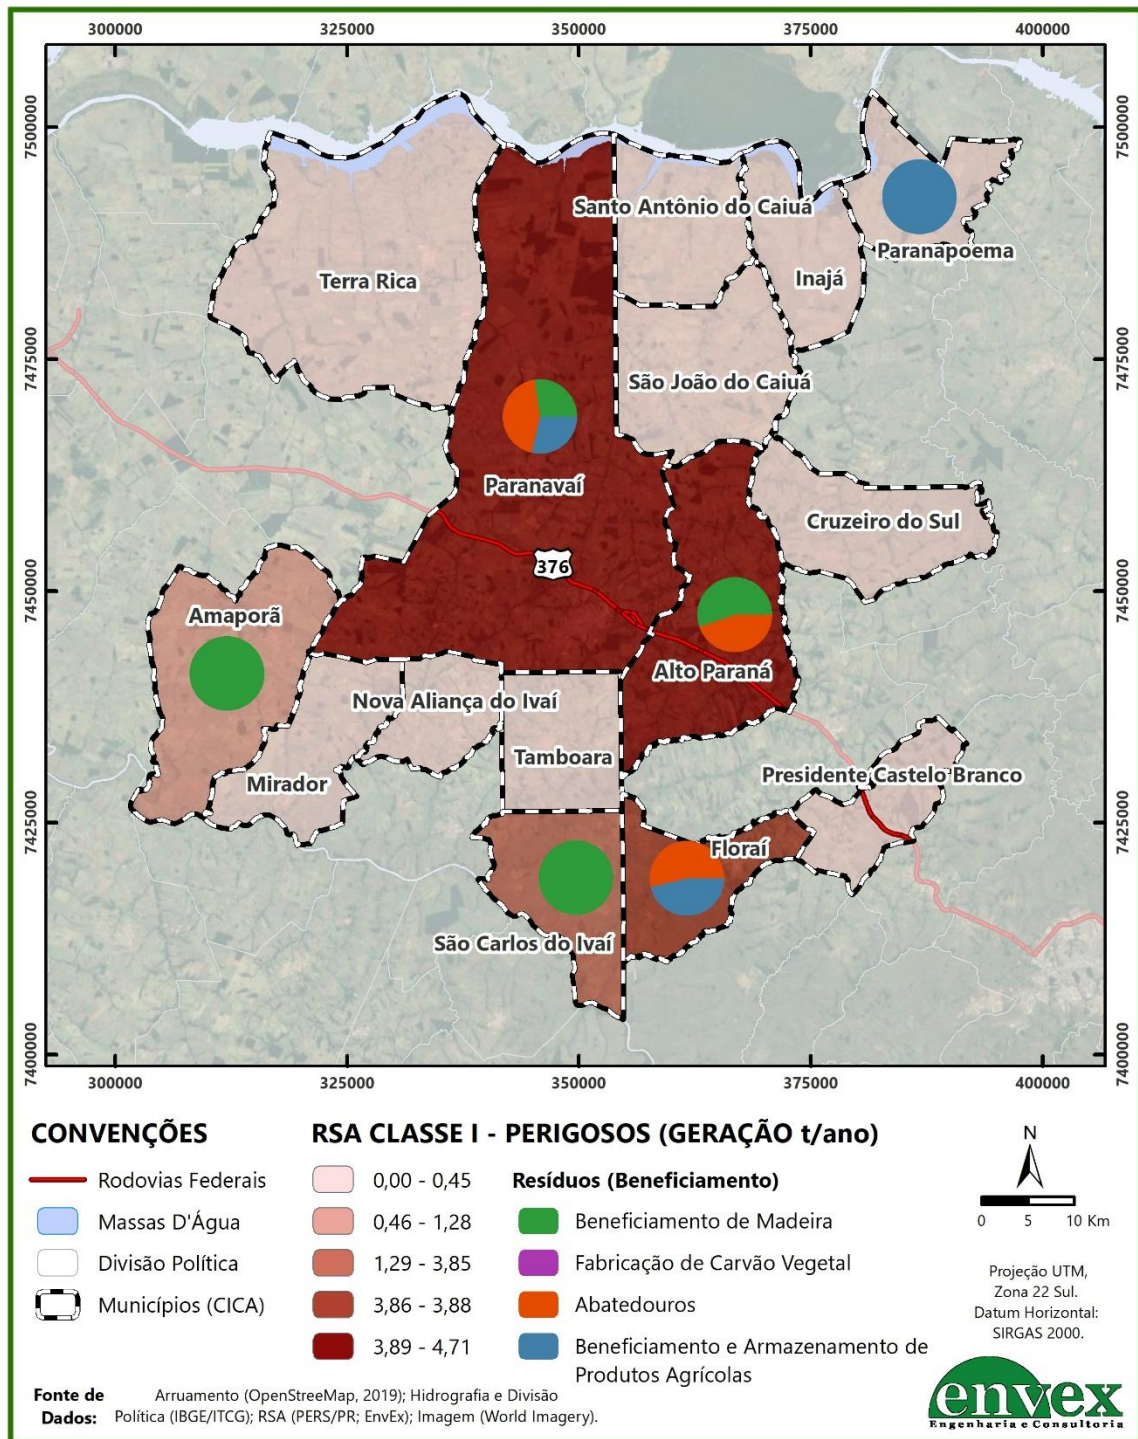 300000 325000 350000 375000 400000
7500000 7500000
Santo Antônio do Caiuá
Paranapoema
Terra Rica
Inajá
7475000 7475000
São João do Caiuá
Paranavaí
Cruzeiro do Sul
376
7450000 7450000
Amaporã
Alto Paraná
Nova Aliança do Ivaí
Tamboara
Mirador
Presidente Castelo Branco
7425000 7425000
Floraí
São Carlos do Ivaí
7400000 7400000
300000 325000 350000 375000 400000
CONVENÇÕES
Rodovias Federais
Massas D'Água
Divisão Política
Municípios (CICA)
RSA CLASSE I - PERIGOSOS (GERAÇÃO t/ano)
0,00 - 0,45
0,46 - 1,28
1,29 - 3,85
3,86 - 3,88
3,89 - 4,71
Resíduos (Beneficiamento)
Beneficiamento de Madeira
Fabricação de Carvão Vegetal
Abatedouros
Beneficiamento e Armazenamento de
Produtos Agrícolas
N
0 5 10 Km
Projeção UTM,
Zona 22 Sul.
Datum Horizontal:
SIRGAS 2000.
Fonte de Dados:
Arruamento (OpenStreeMap, 2019); Hidrografia e Divisão
Política (IBGE/ITCG); RSA (PERS/PR; EnvEx); Imagem (World Imagery).
envex
Engenharia e Consultoria